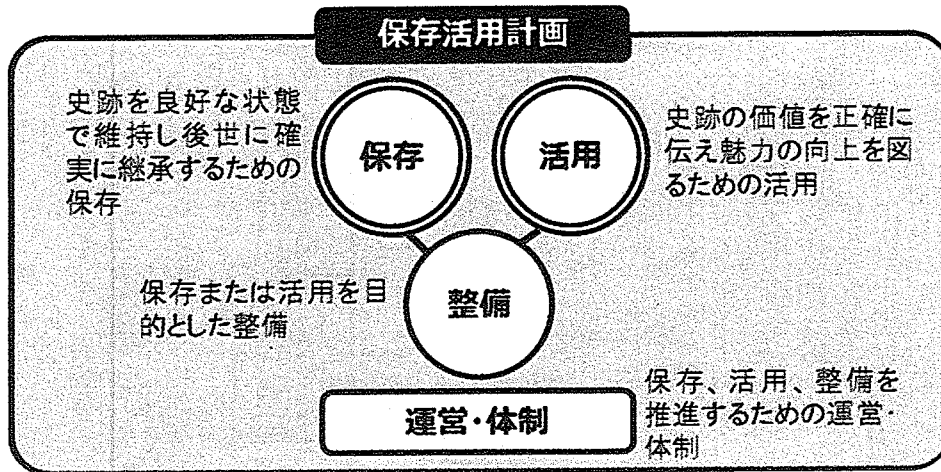 保存活用計画
史跡を良好な状態
で維持し後世に確
実に継承するための
保存
保存
活用
史跡の価値を正確に
伝え魅力の向上を図
るための活用
保存または活用を目
的とした整備
整備
運営・体制
保存、活用、整備を
推進するための運営・
体制